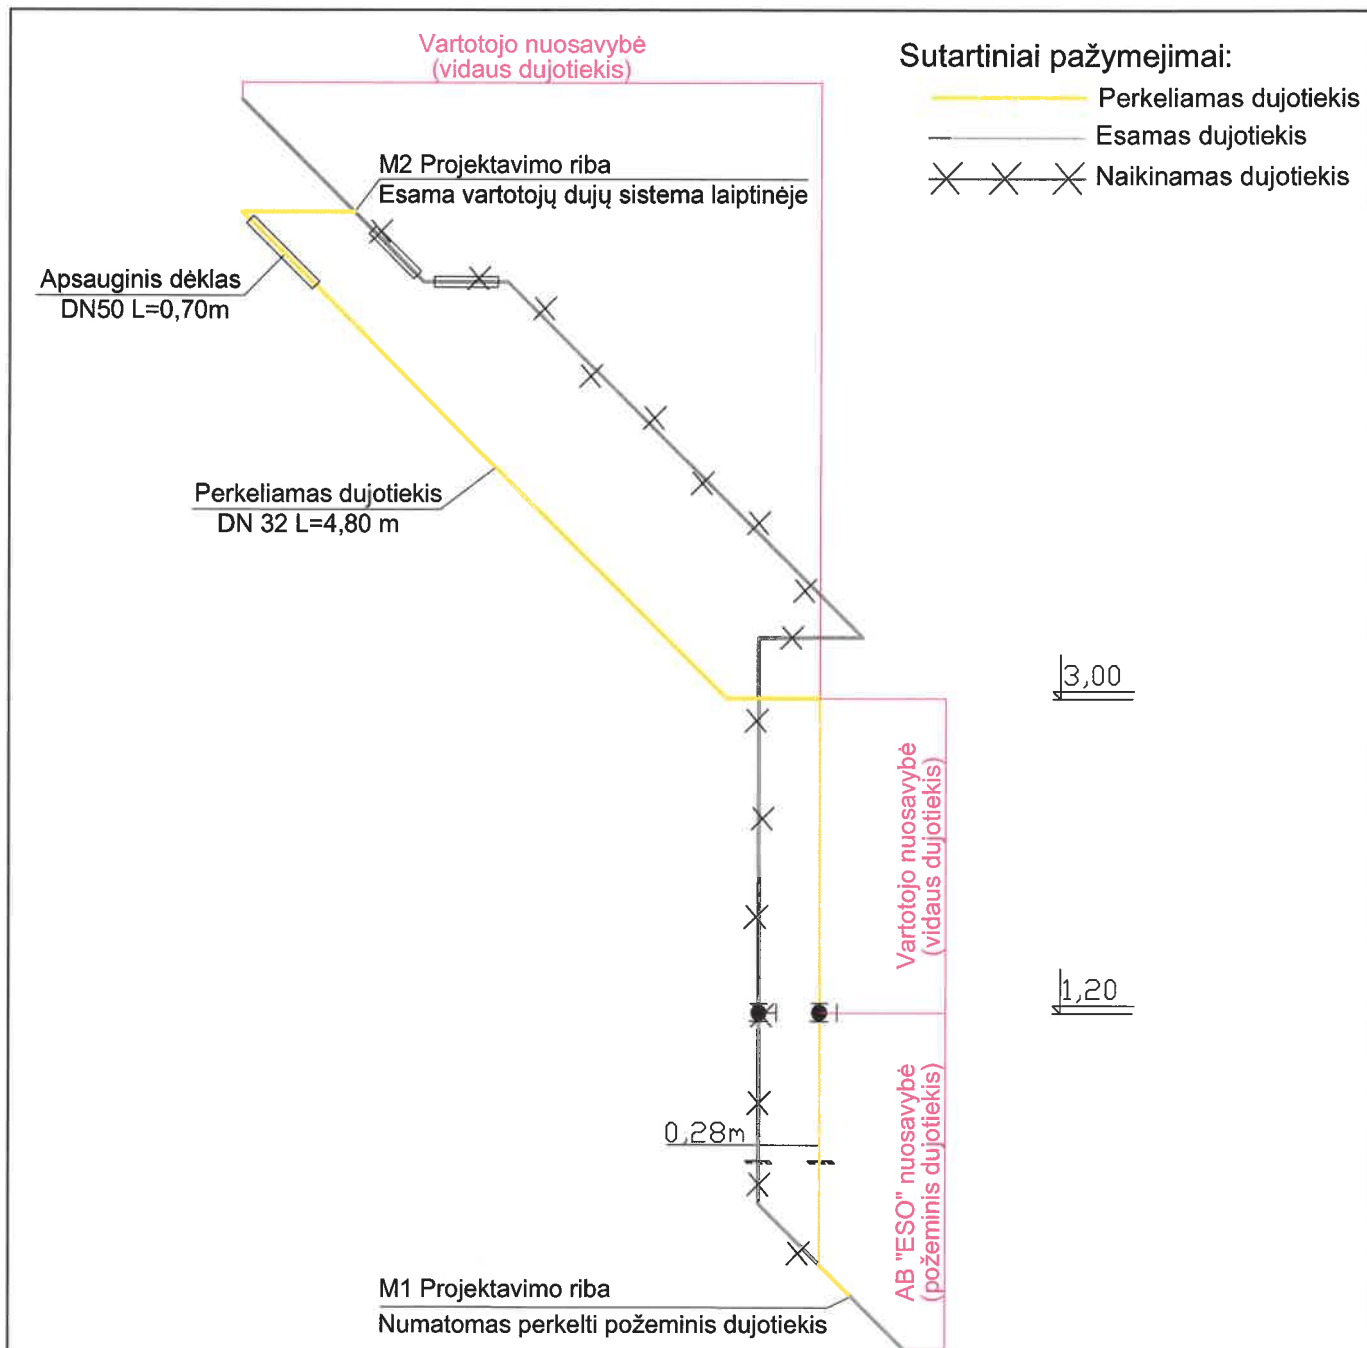 Vartotojo nuosavybė
(vidaus dujotiekis)
Sutartiniai pažymejimai:
Perkeliamas dujotiekis
Esamas dujotiekis
Naikinamas dujotiekis
M2 Projektavimo riba
Esama vartotojų dujų sistema laiptinėje
Apsauginis dėklas
DN50 L=0,70m
Perkeliamas dujotiekis
DN 32 L=4,80 m
3,00
Vartotojo nuosavybė
(vidaus dujotiekis)
1,20
0,28m
AB "ESO" nuosavybė
(požeminis dujotiekis)
M1 Projektavimo riba
Numatomas perkelti požeminis dujotiekis